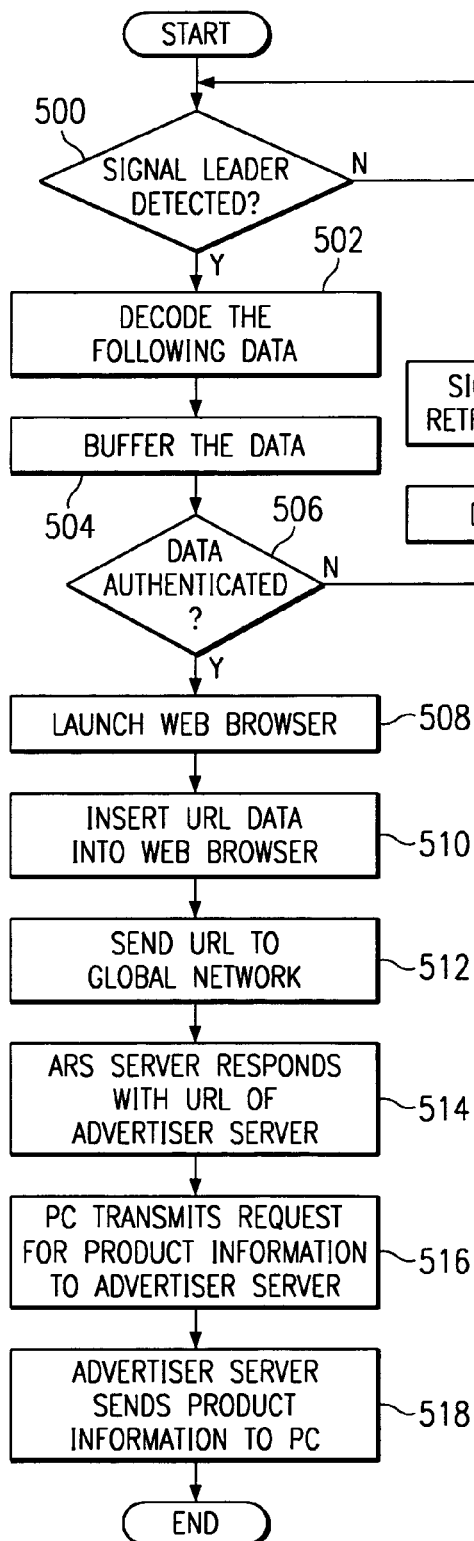 START
500
SIGNAL LEADER
DETECTED?
N
Y
502
DECODE THE
FOLLOWING DATA
BUFFER THE DATA
504
506
DATA
AUTHENTICATED
?
N
Y
LAUNCH WEB BROWSER
508
INSERT URL DATA
INTO WEB BROWSER
510
SEND URL TO
GLOBAL NETWORK
512
ARS SERVER RESPONDS
WITH URL OF
ADVERTISER SERVER
514
PC TRANSMITS REQUEST
FOR PRODUCT INFORMATION
TO ADVERTISER SERVER
516
ADVERTISER SERVER
SENDS PRODUCT
INFORMATION TO PC
518
END